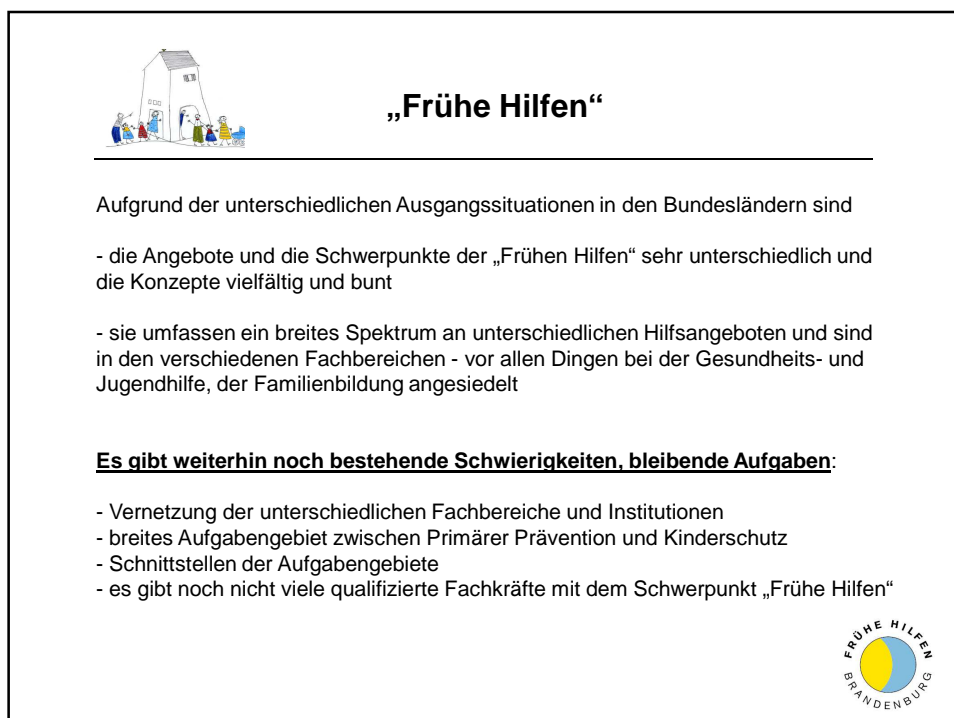 „Frühe Hilfen“
Aufgrund der unterschiedlichen Ausgangssituationen in den Bundesländern sind
- die Angebote und die Schwerpunkte der „Frühen Hilfen“ sehr unterschiedlich und
die Konzepte vielfältig und bunt
- sie umfassen ein breites Spektrum an unterschiedlichen Hilfsangeboten und sind
in den verschiedenen Fachbereichen - vor allen Dingen bei der Gesundheits- und
Jugendhilfe, der Familienbildung angesiedelt
Es gibt weiterhin noch bestehende Schwierigkeiten, bleibende Aufgaben:
- Vernetzung der unterschiedlichen Fachbereiche und Institutionen
- breites Aufgabengebiet zwischen Primärer Prävention und Kinderschutz
- Schnittstellen der Aufgabengebiete
- es gibt noch nicht viele qualifizierte Fachkräfte mit dem Schwerpunkt „Frühe Hilfen“
FRÜHE HILFEN
BRANDENBURG